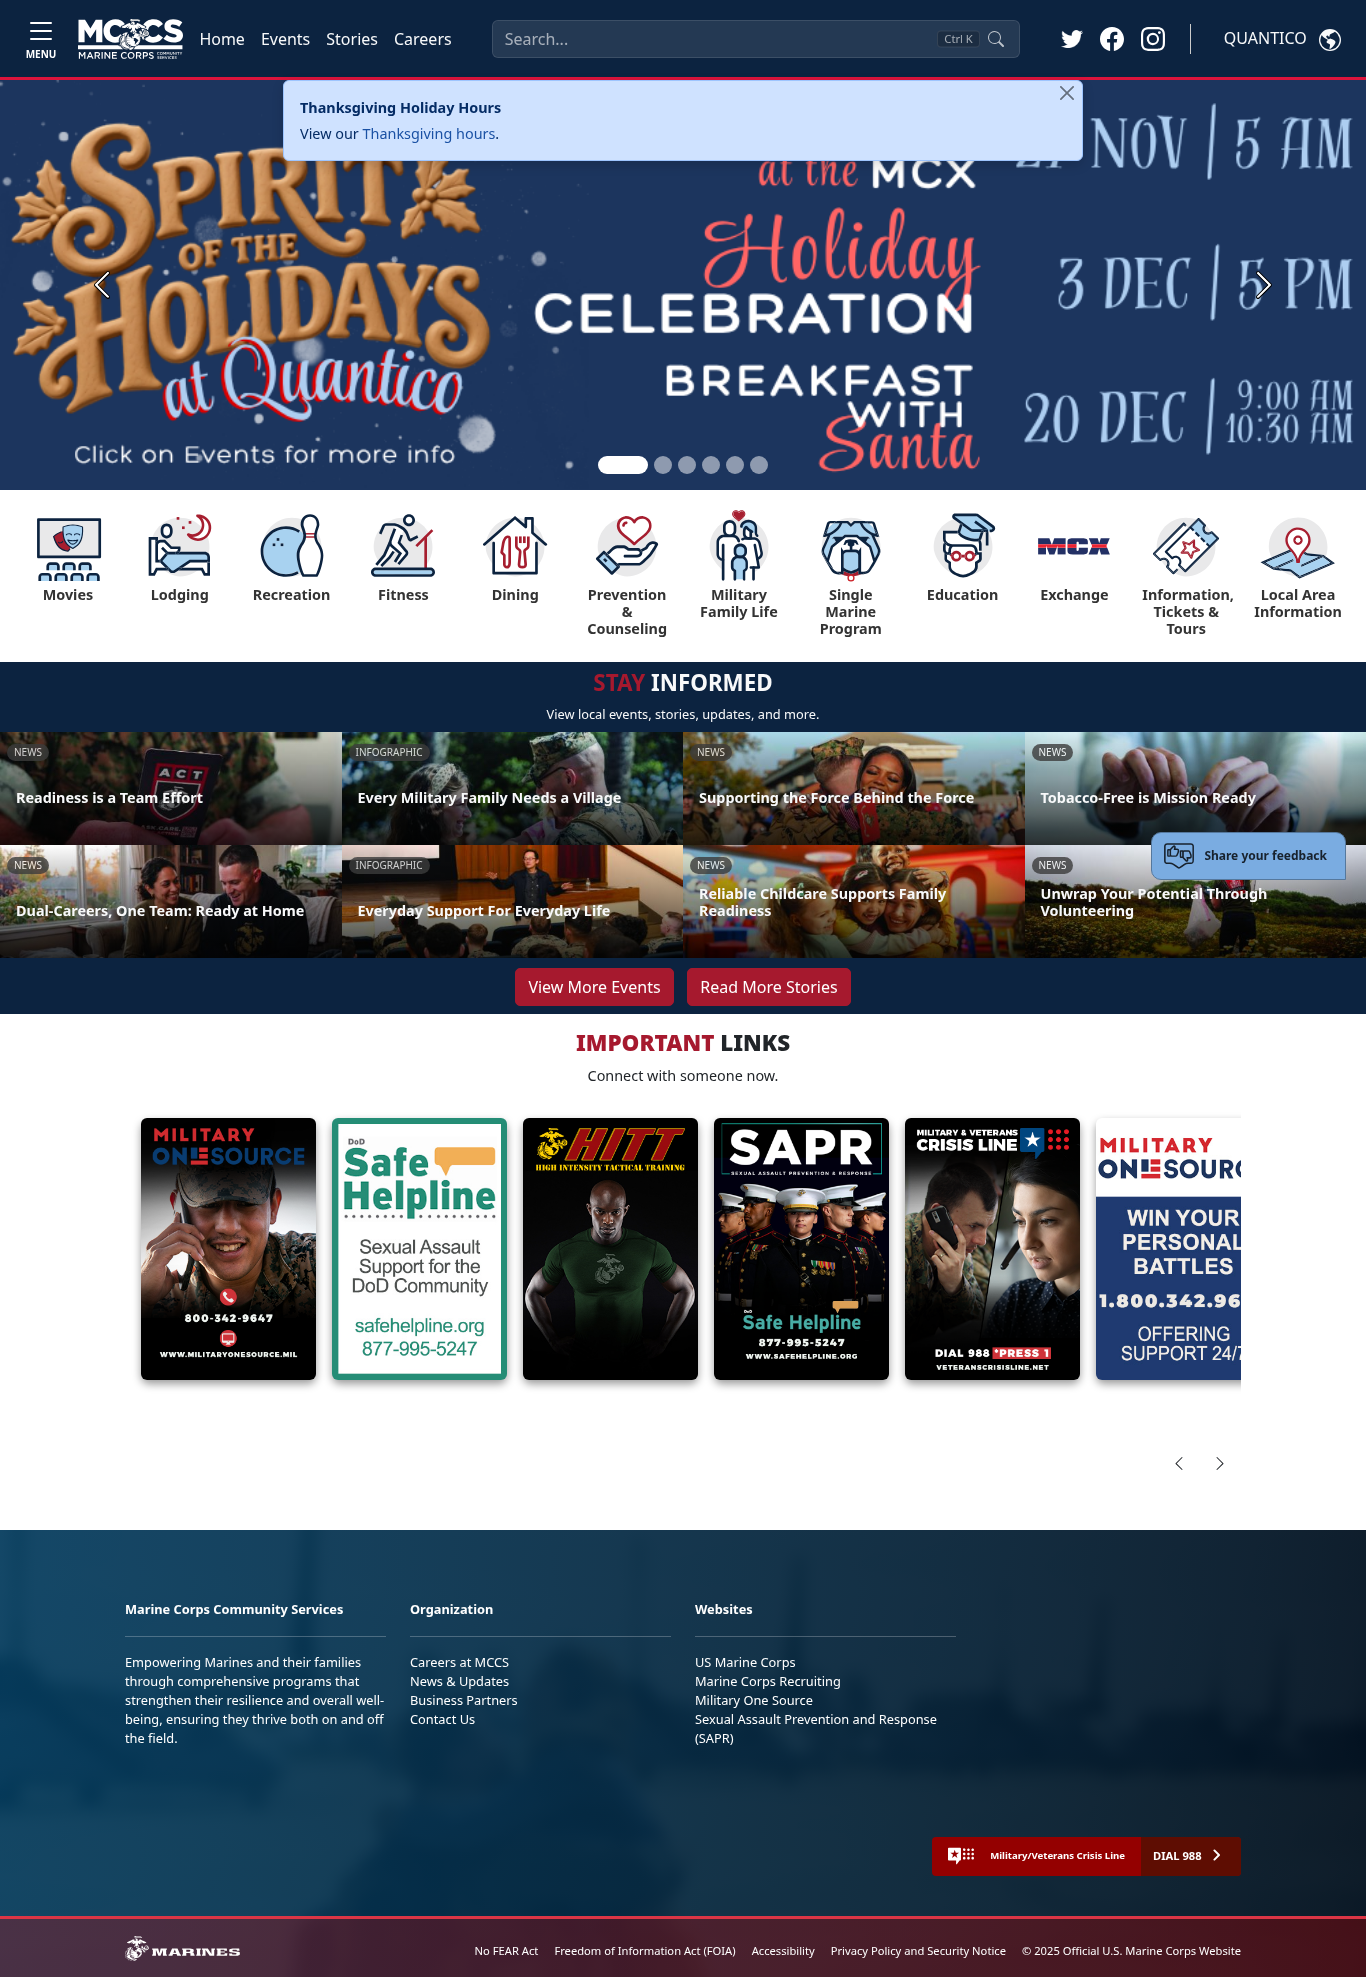 MENU
MCCS
MARINE CORPS COMMUNITY SERVICES
Home Events Stories Careers
Search...
Ctrl K
QUANTICO
Thanksgiving Holiday Hours
View our Thanksgiving hours.
SPIRIT
OF THE
HOLIDAYS
at Quantico
Click on Events for more info
at the MCX
Holiday
CELEBRATION
BREAKFAST
WITH
Santa
NOV | 5 AM
3 DEC | 5 PM
20 DEC | 9:00 AM
10:30 AM
Movies
Lodging
Recreation
Fitness
Dining
Prevention
&
Counseling
Military
Family Life
Single
Marine
Program
Education
MCX
Exchange
Information,
Tickets &
Tours
Local Area
Information
STAY INFORMED
View local events, stories, updates, and more.
NEWS
ACT
Readiness is a Team Effort
INFOGRAPHIC
Every Military Family Needs a Village
NEWS
Supporting the Force Behind the Force
NEWS
Tobacco-Free is Mission Ready
Share your feedback
NEWS
Dual-Careers, One Team: Ready at Home
INFOGRAPHIC
Everyday Support For Everyday Life
NEWS
Reliable Childcare Supports Family
Readiness
NEWS
Unwrap Your Potential Through
Volunteering
View More Events
Read More Stories
IMPORTANT LINKS
Connect with someone now.
MILITARY
ONE SOURCE
800-342-9647
WWW.MILITARYONESOURCE.MIL
DoD
Safe
Helpline
Sexual Assault
Support for the
DoD Community
safehelpline.org
877-995-5247
HITT
HIGH INTENSITY TACTICAL TRAINING
SAPR
SEXUAL ASSAULT PREVENTION & RESPONSE
DoD
Safe Helpline
877-995-5247
WWW.SAFEHELPLINE.ORG
MILITARY & VETERANS
CRISIS LINE
DIAL 988 *PRESS 1
VETERANSCRISISLINE.NET
MILITARY
ONE SOURC
WIN YOUR
PERSONAL
BATTLES
1.800.342.96
OFFERING
SUPPORT 24/7
Marine Corps Community Services
Empowering Marines and their families
through comprehensive programs that
strengthen their resilience and overall well-
being, ensuring they thrive both on and off
the field.
Organization
Careers at MCCS
News & Updates
Business Partners
Contact Us
Websites
US Marine Corps
Marine Corps Recruiting
Military One Source
Sexual Assault Prevention and Response
(SAPR)
Military/Veterans Crisis Line
DIAL 988
MARINES
No FEAR Act Freedom of Information Act (FOIA) Accessibility Privacy Policy and Security Notice © 2025 Official U.S. Marine Corps Website